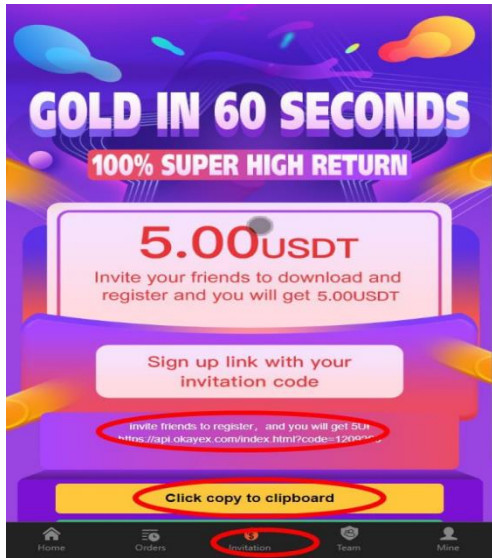 GOLD IN 60 SECONDS
100% SUPER HIGH RETURN
5.00USDT
Invite your friends to download and
register and you will get 5.00USDT
Sign up link with your
invitation code
Invite friends to register, and you will get
Click copy to clipboard
Home Orders Invitation Team Mine